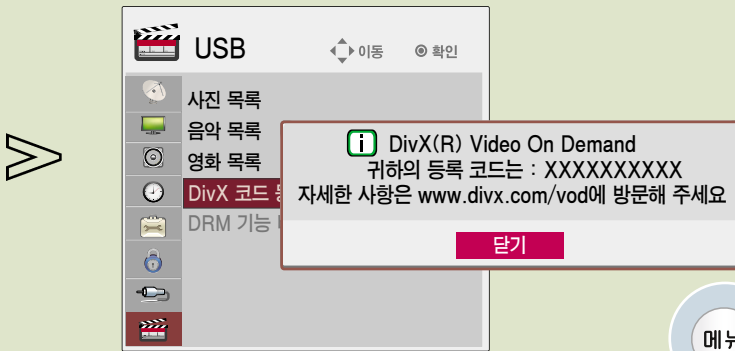 USB
이동
확인
사진 목록
음악 목록
영화 목록
DivX 코드
DRM 기능
DivX(R) Video On Demand
귀하의 등록 코드는 : XXXXXXXXXX
자세한 사항은 www.divx.com/vod에 방문해 주세요
닫기
메뉴